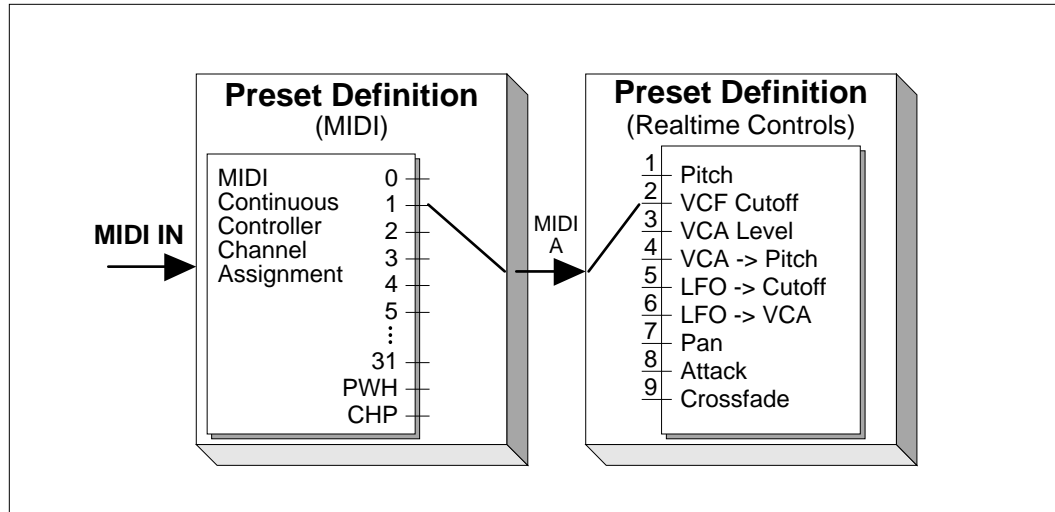 Preset Definition
(MIDI)
MIDI
Continuous
Controller
Channel
Assignment
0
1
2
3
4
5
31
PWH
CHP
MIDI IN
MIDI
A
Preset Definition
(Realtime Controls)
1 Pitch
2 VCF Cutoff
3 VCA Level
4 VCA -> Pitch
5 LFO -> Cutoff
6 LFO -> VCA
7 Pan
8 Attack
9 Crossfade